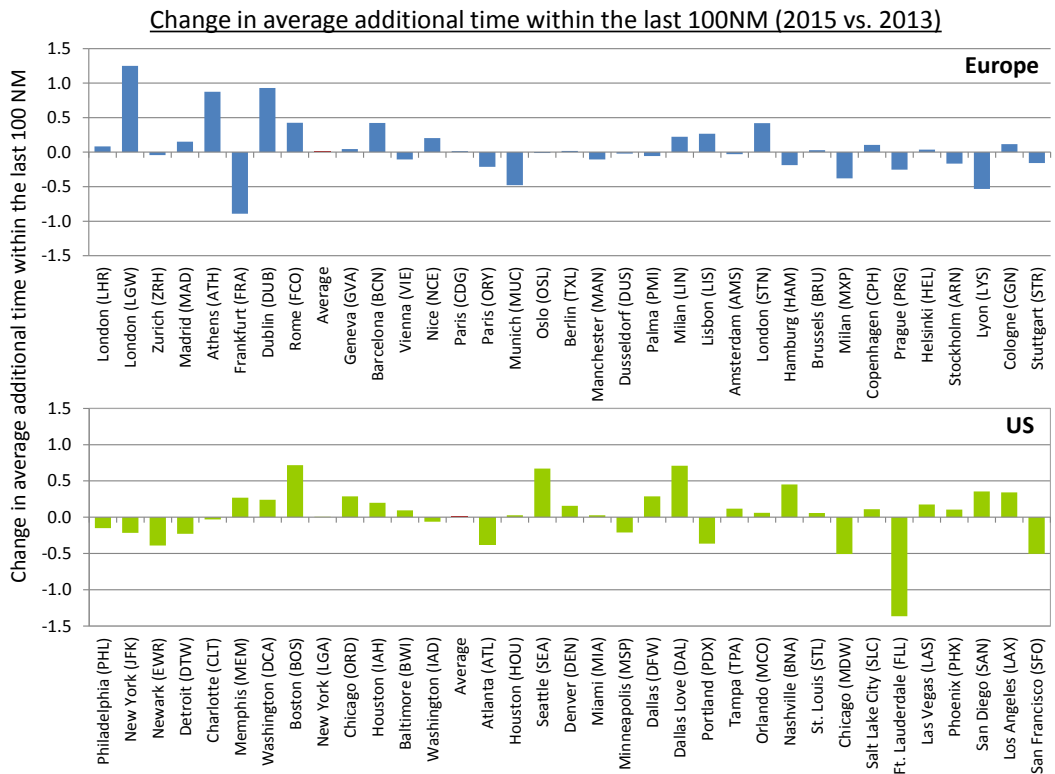 Change in average additional time within the last 100NM (2015 vs. 2013)
Change in average additional time within the last 100 NM
Europe
1.5
1.0
0.5
0.0
-0.5
-1.0
-1.5
London (LHR)
London (LGW)
Zurich (ZRH)
Madrid (MAD)
Athens (ATH)
Frankfurt (FRA)
Dublin (DUB)
Rome (FCO)
Average
Geneva (GVA)
Barcelona (BCN)
Vienna (VIE)
Nice (NCE)
Paris (CDG)
Paris (ORY)
Munich (MUC)
Oslo (OSL)
Berlin (TXL)
Manchester (MAN)
Dusseldorf (DUS)
Palma (PMI)
Milan (LIN)
Lisbon (LIS)
Amsterdam (AMS)
London (STN)
Hamburg (HAM)
Brussels (BRU)
Milan (MXP)
Copenhagen (CPH)
Prague (PRG)
Helsinki (HEL)
Stockholm (ARN)
Lyon (LYS)
Cologne (CGN)
Stuttgart (STR)
US
1.5
1.0
0.5
0.0
-0.5
-1.0
-1.5
Philadelphia (PHL)
New York (JFK)
Newark (EWR)
Detroit (DTW)
Charlotte (CLT)
Memphis (MEM)
Washington (DCA)
Boston (BOS)
New York (LGA)
Chicago (ORD)
Houston (IAH)
Baltimore (BWI)
Washington (IAD)
Average
Atlanta (ATL)
Houston (HOU)
Seattle (SEA)
Denver (DEN)
Miami (MIA)
Minneapolis (MSP)
Dallas (DFW)
Dallas Love (DAL)
Portland (PDX)
Tampa (TPA)
Orlando (MCO)
Nashville (BNA)
St. Louis (STL)
Chicago (MDW)
Salt Lake City (SLC)
Ft. Lauderdale (FLL)
Las Vegas (LAS)
Phoenix (PHX)
San Diego (SAN)
Los Angeles (LAX)
San Francisco (SFO)